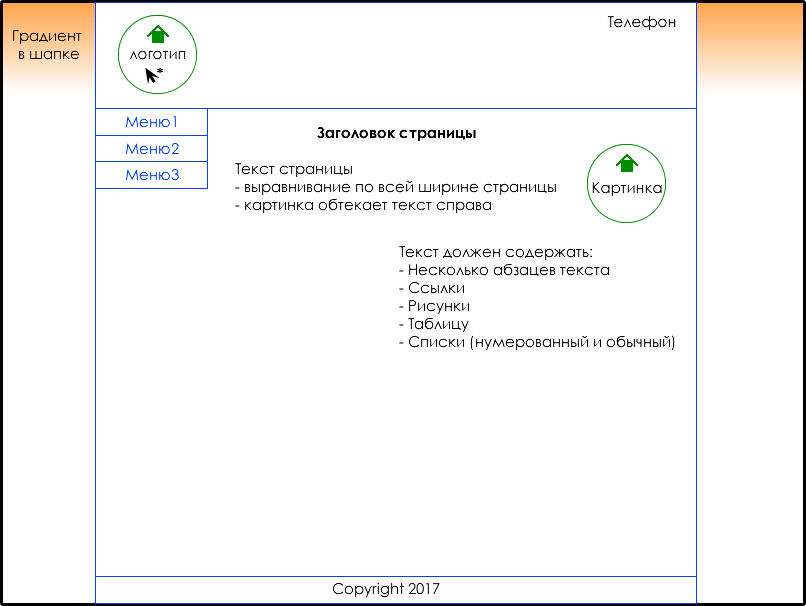 Градиент
в шапке
логотип
*
Телефон
Меню1
Меню2
Меню3
Заголовок страницы
Текст страницы
- выравнивание по всей ширине страницы
- картинка обтекает текст справа
Картинка
Текст должен содержать:
- Несколько абзацев текста
- Ссылки
- Рисунки
- Таблицу
- Списки (нумерованный и обычный)
Copyright 2017